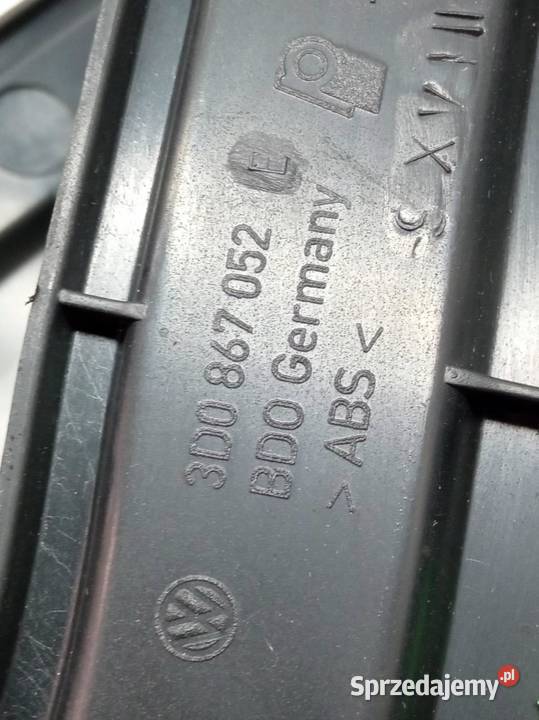 3D0 867 052 E
BDO Germany
> ABS <
Sprzedajemy.pl